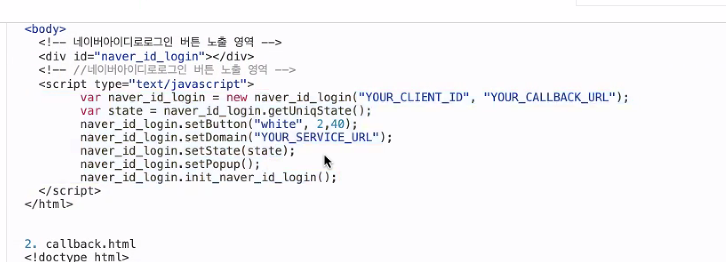 <body>
<!-- 네이버아이디로로그인 버튼 노출 영역 -->
<div id="naver_id_login"></div>
<!-- //네이버아이디로로그인 버튼 노출 영역 -->
<script type="text/javascript">
var naver_id_login = new naver_id_login("YOUR_CLIENT_ID", "YOUR_CALLBACK_URL");
var state = naver_id_login.getUniqState();
naver_id_login.setButton("white", 2,40);
naver_id_login.setDomain("YOUR_SERVICE_URL");
naver_id_login.setState(state);
naver_id_login.setPopup();
naver_id_login.init_naver_id_login();
</script>
</html>
2. callback.html
<!doctype html>